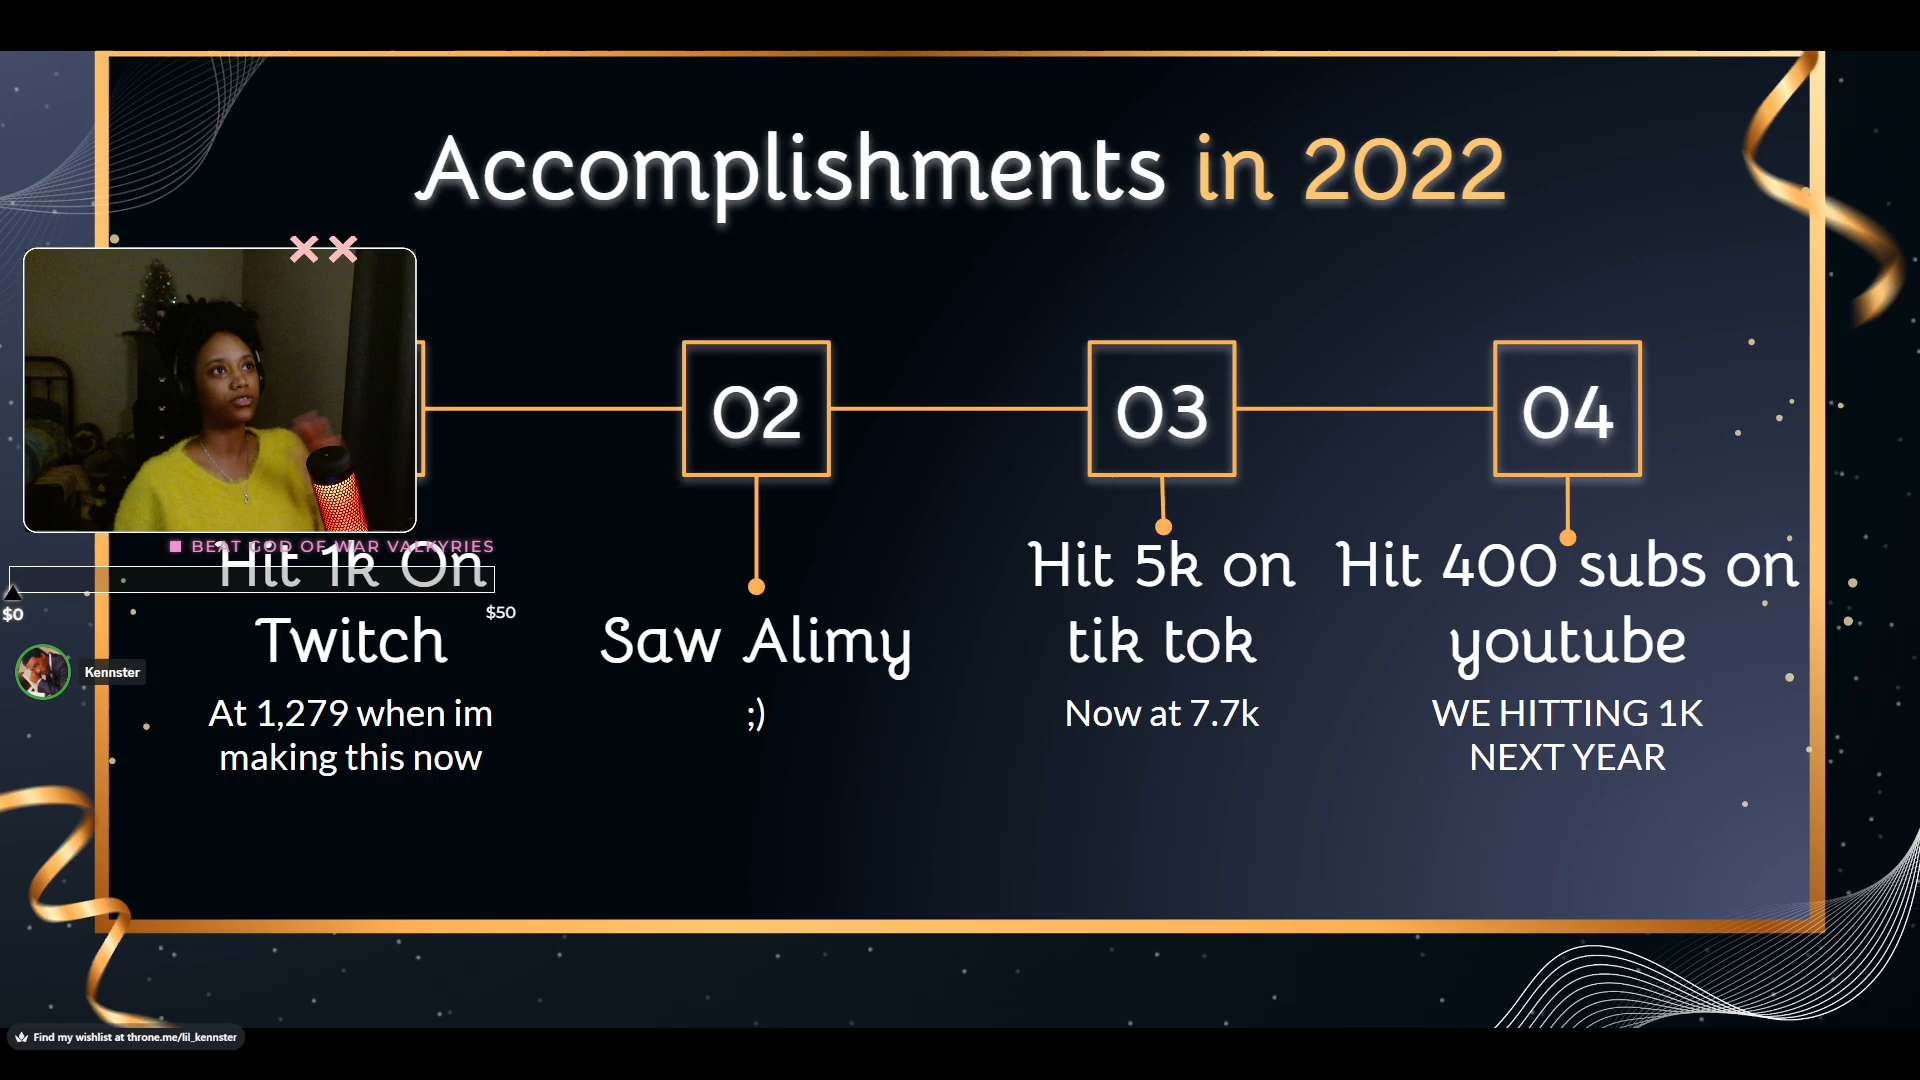 Accomplishments in 2022
02
03
04
BEAT GOD OF WAR VALKYRIES
$0
$50
Hit 1k On
Twitch
At 1,279 when im
making this now
Saw Alimy
;)
Hit 5k on
tik tok
Now at 7.7k
Hit 400 subs on
youtube
WE HITTING 1K
NEXT YEAR
Kennster
Find my wishlist at throne.me/lil_kennster